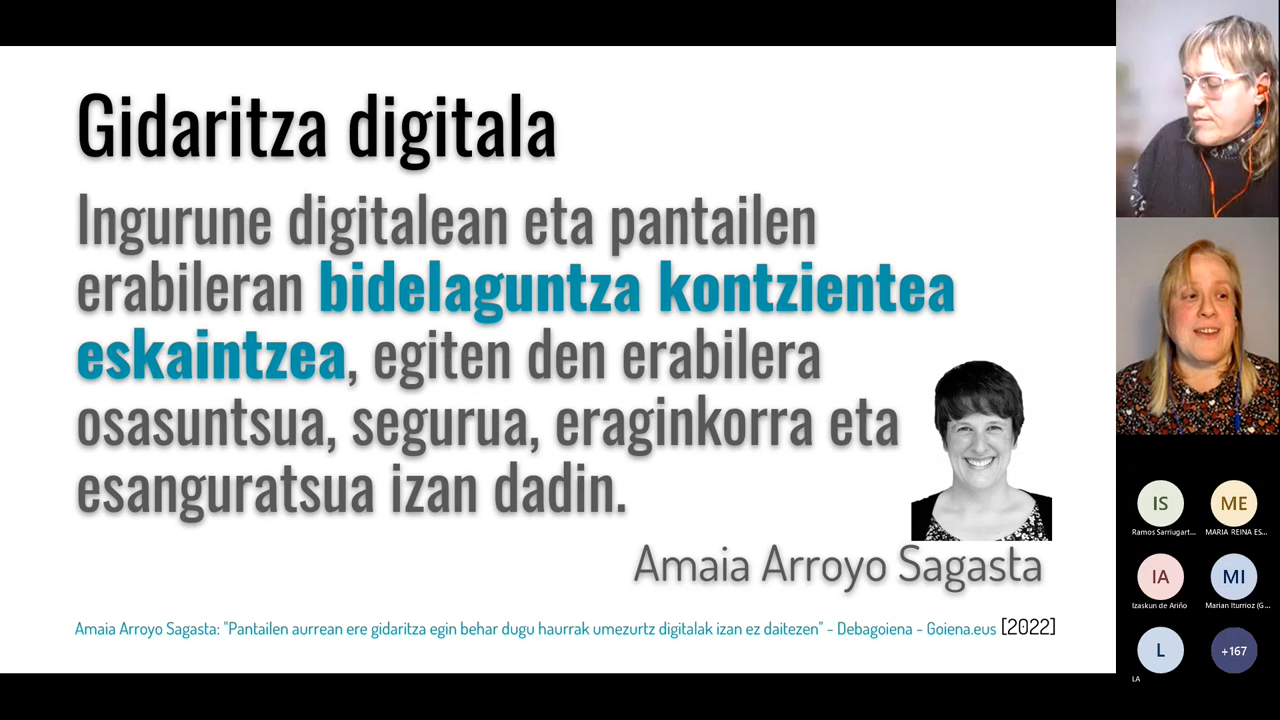 Gidaritza digitala
Ingurune digitalean eta pantailen
erabileran bidelaguntza kontzientea
eskaintzea, egiten den erabilera
osasuntsua, segurua, eraginkorra eta
esanguratsua izan dadin.
Amaia Arroyo Sagasta
Amaia Arroyo Sagasta: "Pantailen aurrean ere gidaritza egin behar dugu haurrak umezurtz digitalak izan ez daitezen" - Debagoiena - Goiena.eus [2022]
IS
ME
Ramos Sarriugart...
MARIA REINA ES...
IA
MI
Izaskun de Ariño
Marian Iturrioz (G...
L
+167
LA